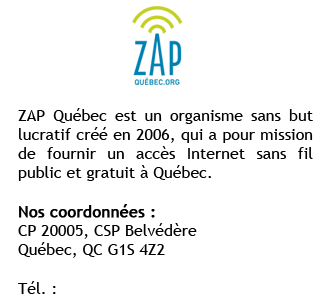 ZAP
QUÉBEC.ORG
ZAP Québec est un organisme sans but
lucratif créé en 2006, qui a pour mission
de fournir un accès Internet sans fil
public et gratuit à Québec.
Nos coordonnées :
CP 20005, CSP Belvédère
Québec, QC G1S 4Z2
Tél. :